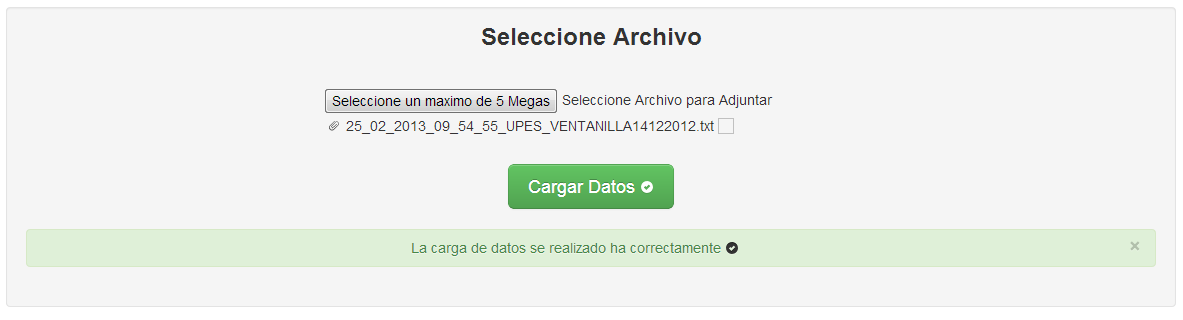 Seleccione Archivo
Seleccione un maximo de 5 Megas Seleccione Archivo para Adjuntar
25_02_2013_09_54_55_UPES_VENTANILLA14122012.txt
Cargar Datos
La carga de datos se realizado ha correctamente
×